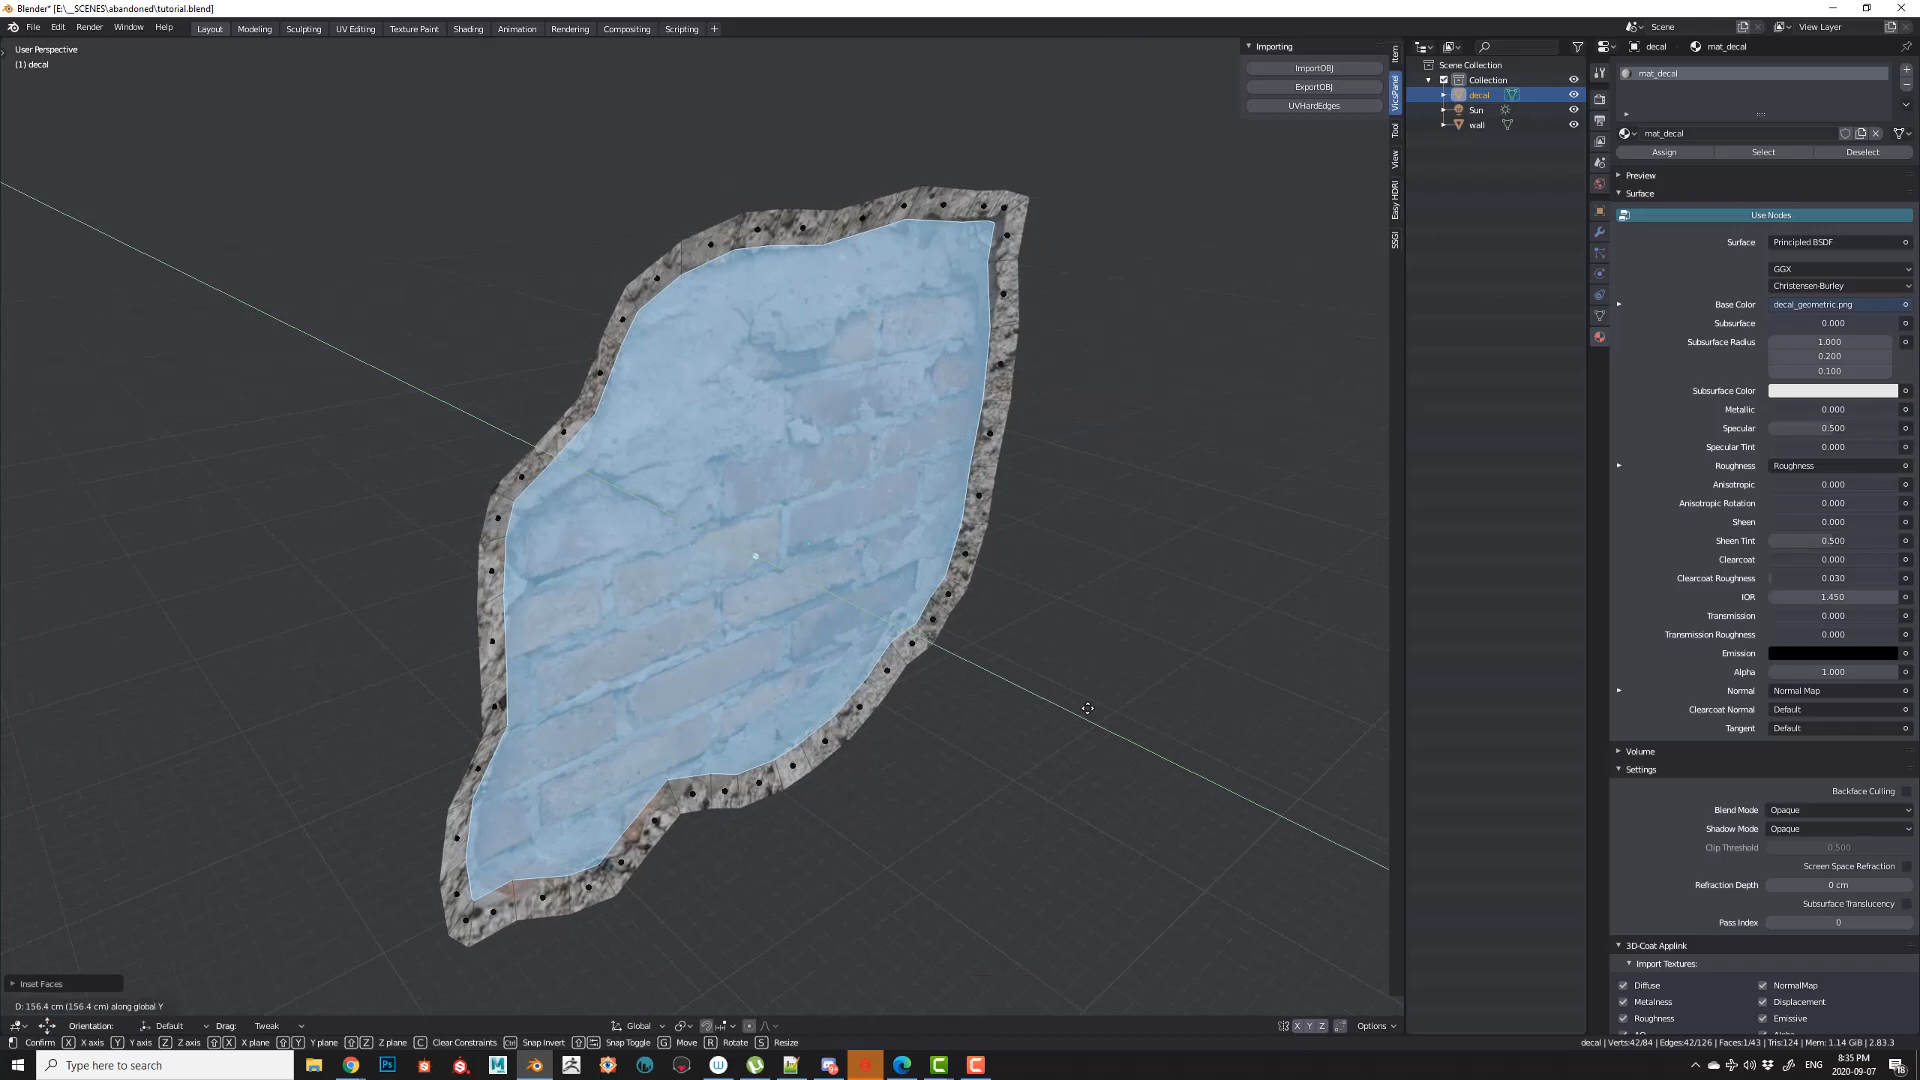 Blender* [E:\__SCENES\abandoned\tutorial.blend]
File Edit Render Window Help Layout Modeling Sculpting UV Editing Texture Paint Shading Animation Rendering Compositing Scripting + Scene View Layer
User Perspective
(1) decal
Importing
ImportOBJ
ExportOBJ
UVHardEdges
Item
VicsPanel
Tool
View
Easy HDRI
SSGI
Scene Collection
Collection
decal
Sun
wall
decal mat_decal
mat_decal
mat_decal
Assign Select Deselect
Preview
Surface
Use Nodes
Surface Principled BSDF
GGX
Christensen-Burley
Base Color decal_geometric.png
Subsurface 0.000
Subsurface Radius 1.000
0.200
0.100
Subsurface Color
Metallic 0.000
Specular 0.500
Specular Tint 0.000
Roughness Roughness
Anisotropic 0.000
Anisotropic Rotation 0.000
Sheen 0.000
Sheen Tint 0.500
Clearcoat 0.000
Clearcoat Roughness 0.030
IOR 1.450
Transmission 0.000
Transmission Roughness 0.000
Emission
Alpha 1.000
Normal Normal Map
Clearcoat Normal Default
Tangent Default
Volume
Settings
Backface Culling
Blend Mode Opaque
Shadow Mode Opaque
Clip Threshold 0.500
Screen Space Refraction
Refraction Depth 0 cm
Subsurface Translucency
Pass Index 0
3D-Coat Applink
Import Textures:
Diffuse NormalMap
Metalness Displacement
Roughness Emissive
Inset Faces
D: 156.4 cm (156.4 cm) along global Y
Orientation: Default Drag: Tweak Global X Y Z Options
Confirm X X axis Y Y axis Z Z axis X X plane Y Y plane Z Z plane C Clear Constraints Snap Invert Snap Toggle G Move R Rotate S Resize
decal | Verts:42/84 | Edges:42/126 | Faces:1/43 | Tris:124 | Mem: 1.14 GiB | 2.83.3
Type here to search
ENG
8:35 PM
2020-09-07